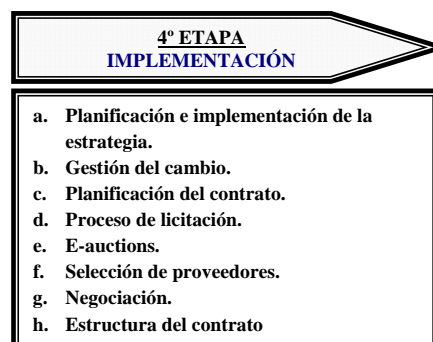 4º ETAPA
IMPLEMENTACIÓN
a. Planificación e implementación de la
estrategia.
b. Gestión del cambio.
c. Planificación del contrato.
d. Proceso de licitación.
e. E-auctions.
f. Selección de proveedores.
g. Negociación.
h. Estructura del contrato